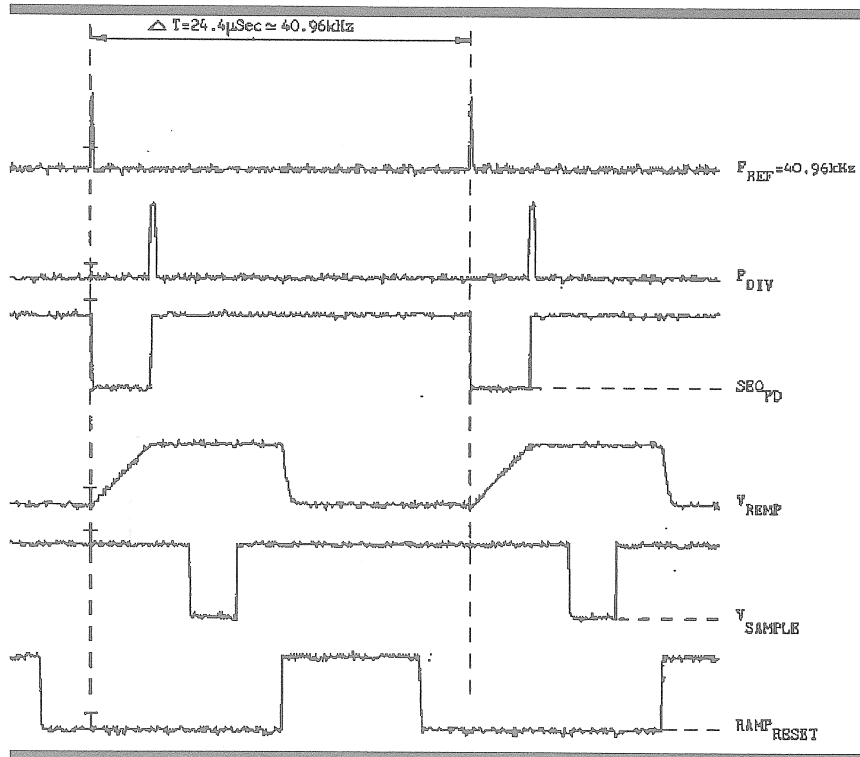 △ T=24.4µSec ≃ 40.96kHz
F_REF=40.96kHz
F_DIV
SEQ_PD
V_REMP
V_SAMPLE
RAMP_RESET